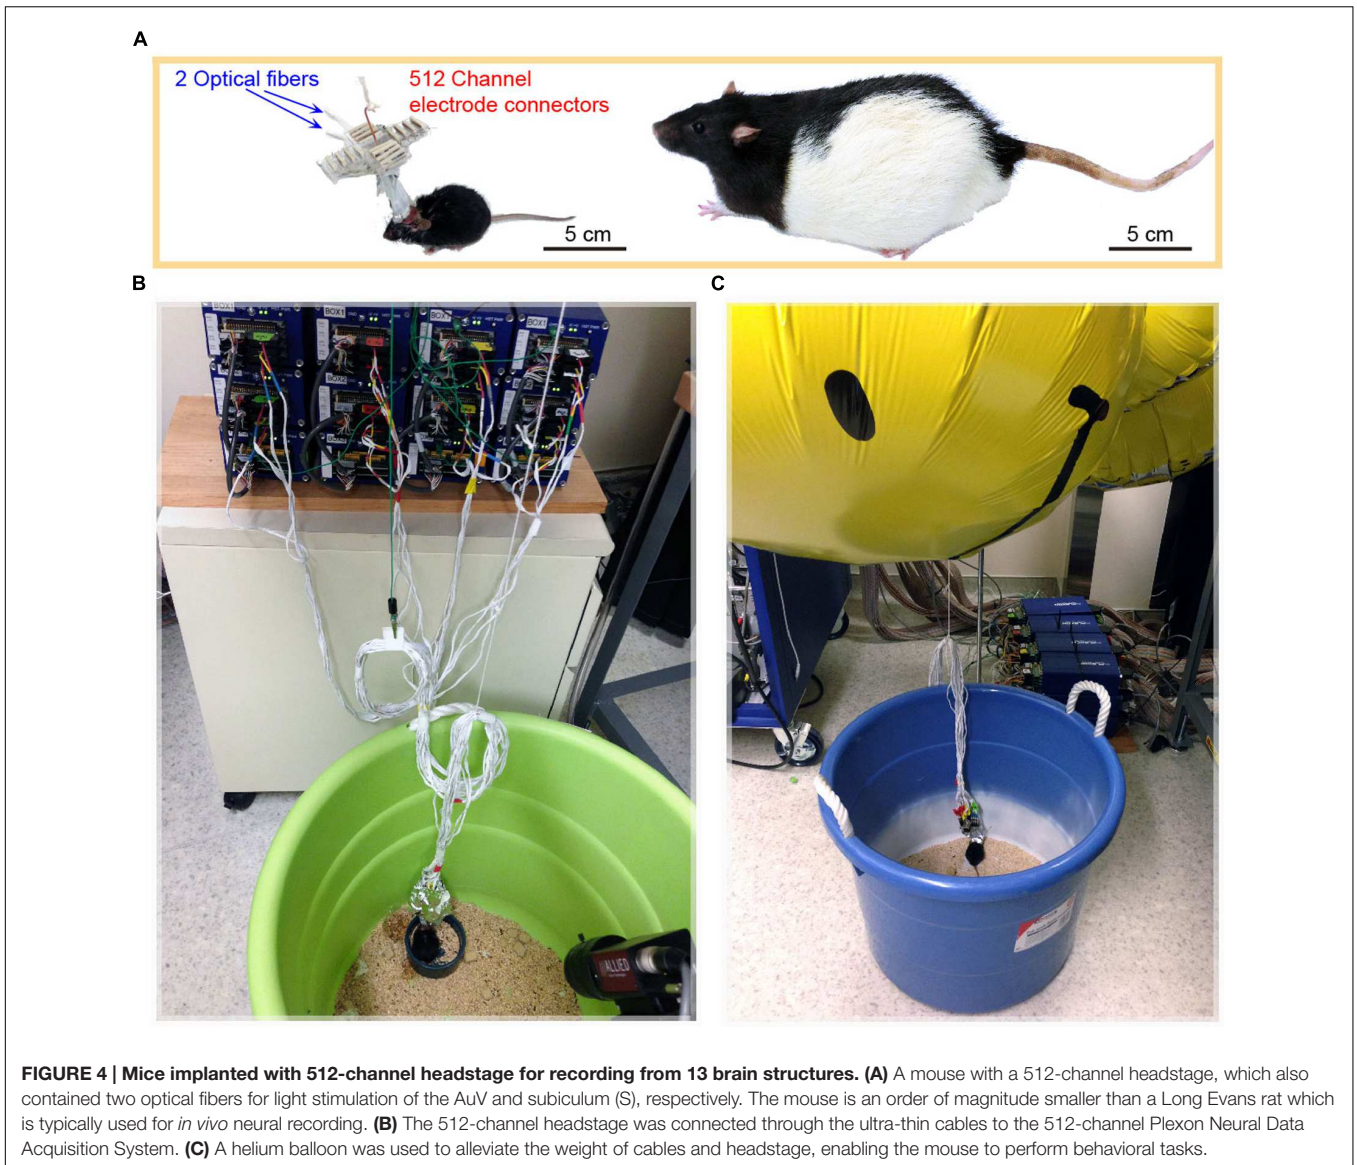 A
2 Optical fibers
512 Channel
electrode connectors
5 cm
5 cm
B
C
BOX1
BOX1
BOX1
BOX1
BOX2
ALLIED
FIGURE 4 | Mice implanted with 512-channel headstage for recording from 13 brain structures. (A) A mouse with a 512-channel headstage, which also
contained two optical fibers for light stimulation of the AuV and subiculum (S), respectively. The mouse is an order of magnitude smaller than a Long Evans rat which
is typically used for in vivo neural recording. (B) The 512-channel headstage was connected through the ultra-thin cables to the 512-channel Plexon Neural Data
Acquisition System. (C) A helium balloon was used to alleviate the weight of cables and headstage, enabling the mouse to perform behavioral tasks.